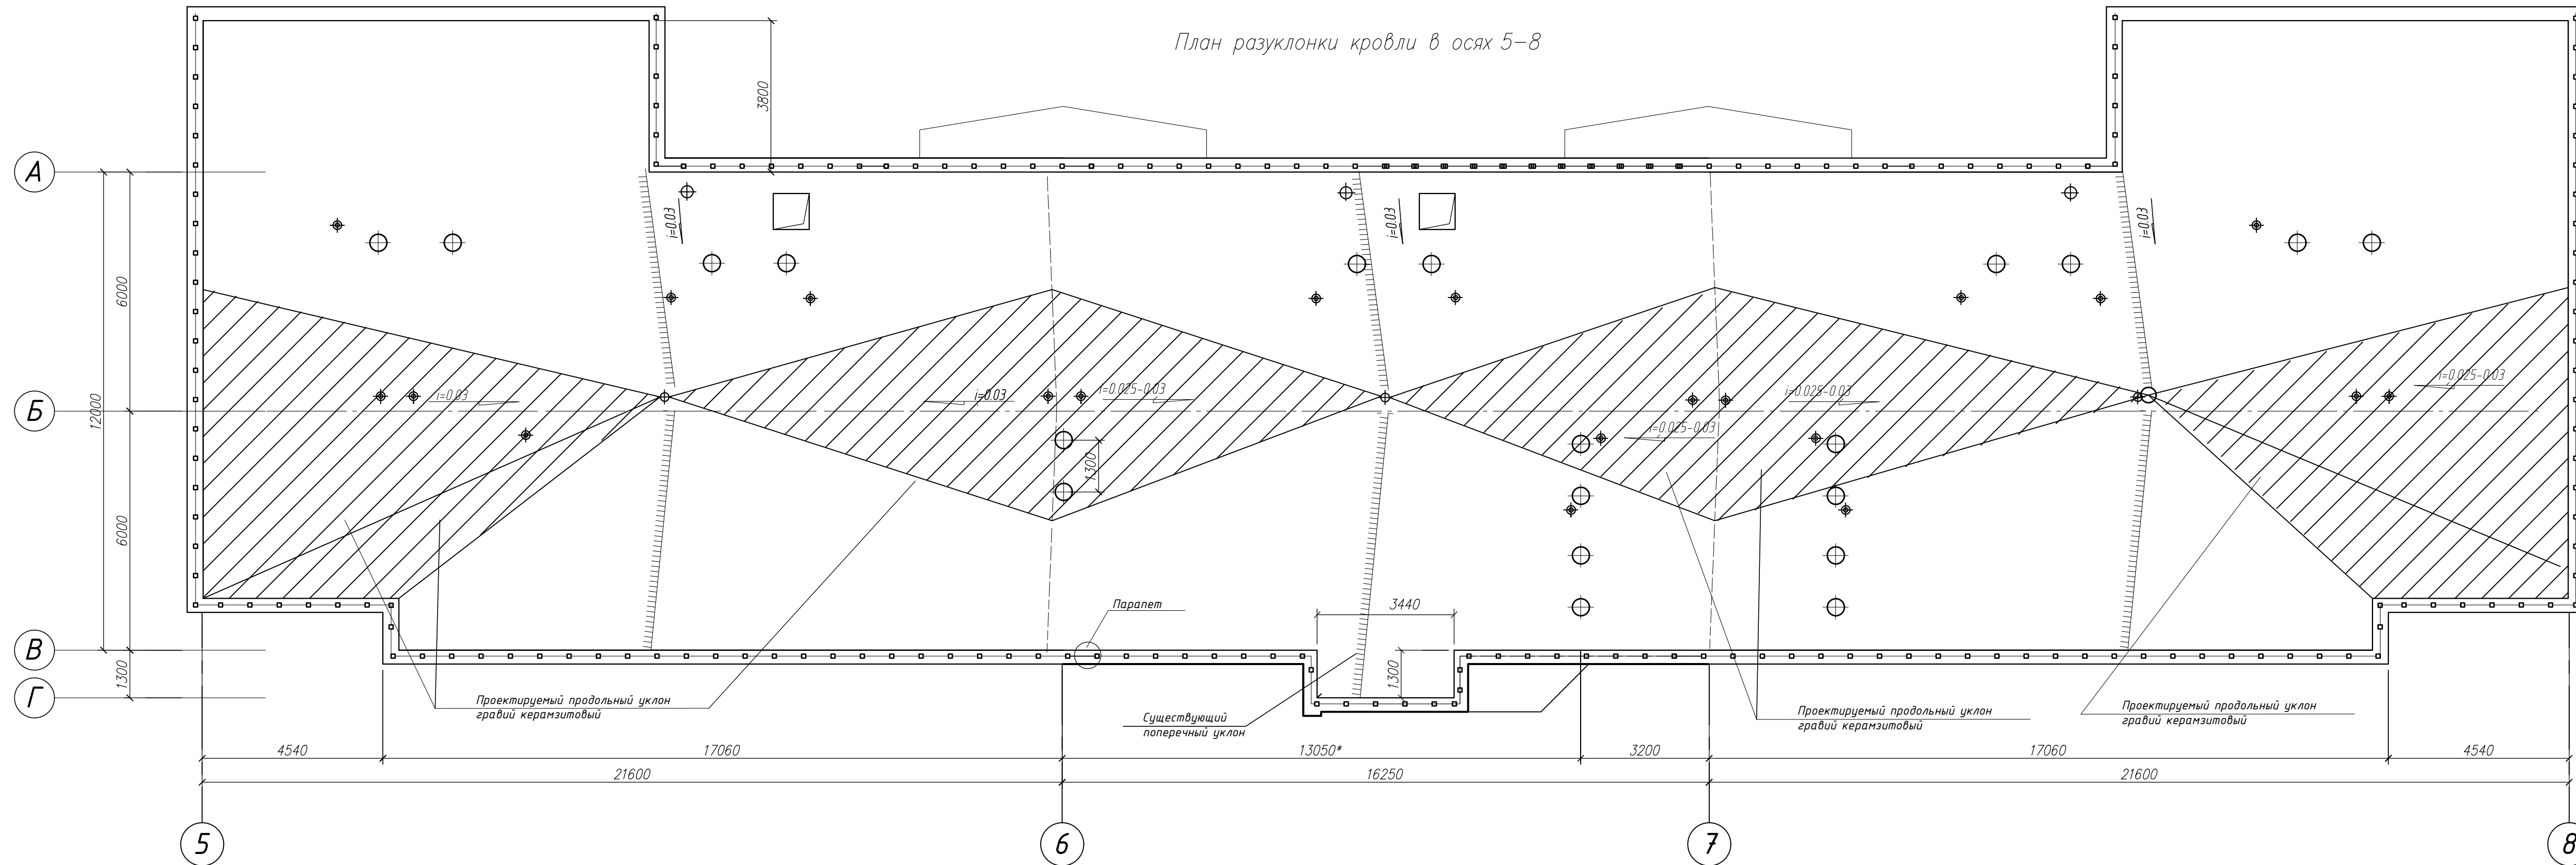 План разуклонки кровли в осях 5-8
3800
А
i=0.03
i=0.03
i=0.03
6000
12000
i=0.03
i=0.03
i=0.025-0.03
i=0.025-0.03
i=0.025-0.03
Б
i=0.025-0.03
1300
6000
Парапет
3440
В
1300
1300
Г
Проектируемый продольный уклон
гравий керамзитовый
Существующий
поперечный уклон
Проектируемый продольный уклон
гравий керамзитовый
Проектируемый продольный уклон
гравий керамзитовый
4540
17060
13050*
3200
17060
4540
21600
16250
21600
5
6
7
8